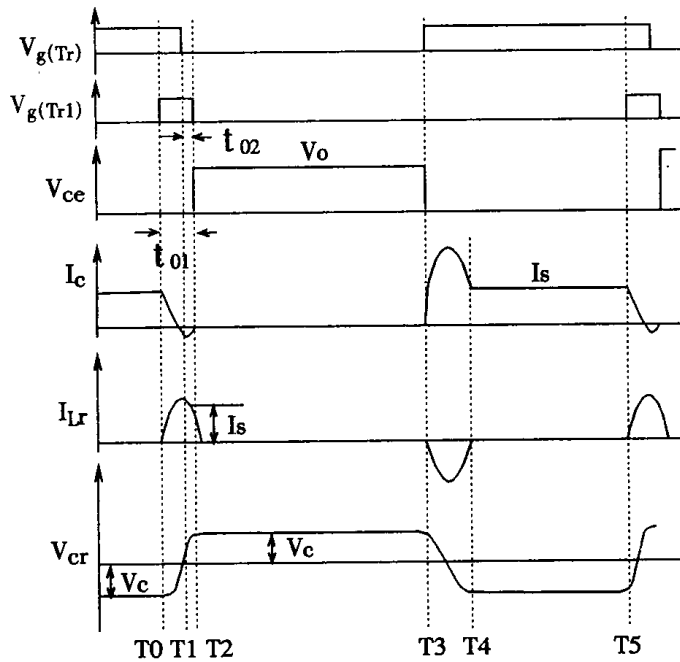 Vg(Tr)
Vg(Tr1)
t02
Vo
Vce
t01
Ic
Is
ILr
Is
Vcr
Vc
Vc
T0 T1 T2 T3 T4 T5